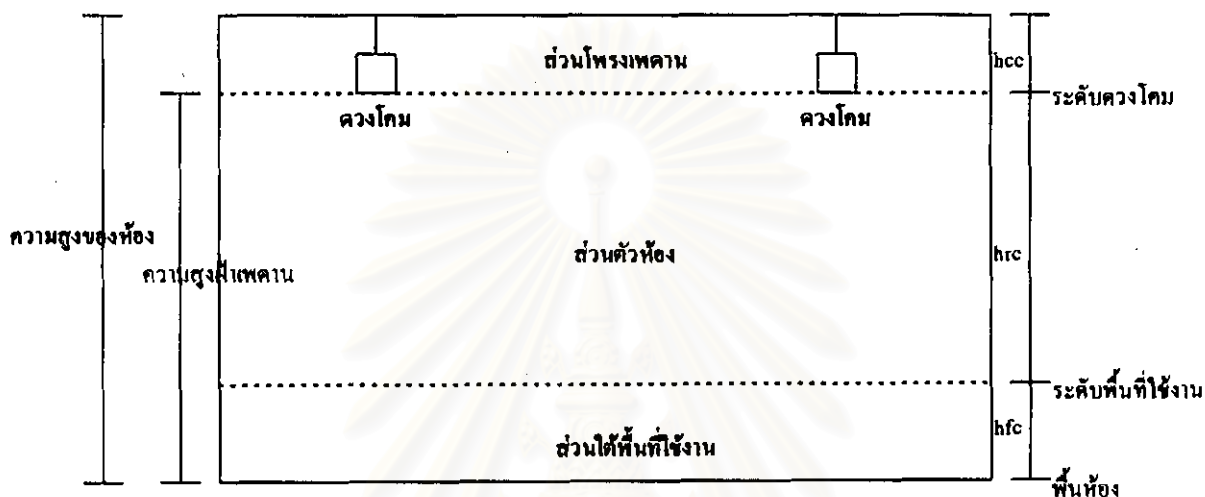 ส่วนโพรงเพดาน
hcc
ระดับดวงโคม
ดวงโคม
ดวงโคม
ความสูงของห้อง
ส่วนตัวห้อง
hrc
ความสูงฝ้าเพดาน
ระดับพื้นที่ใช้งาน
hfc
ส่วนใต้พื้นที่ใช้งาน
พื้นห้อง